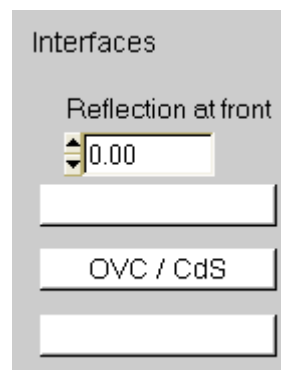 Interfaces
Reflection at front
0.00
OVC / CdS